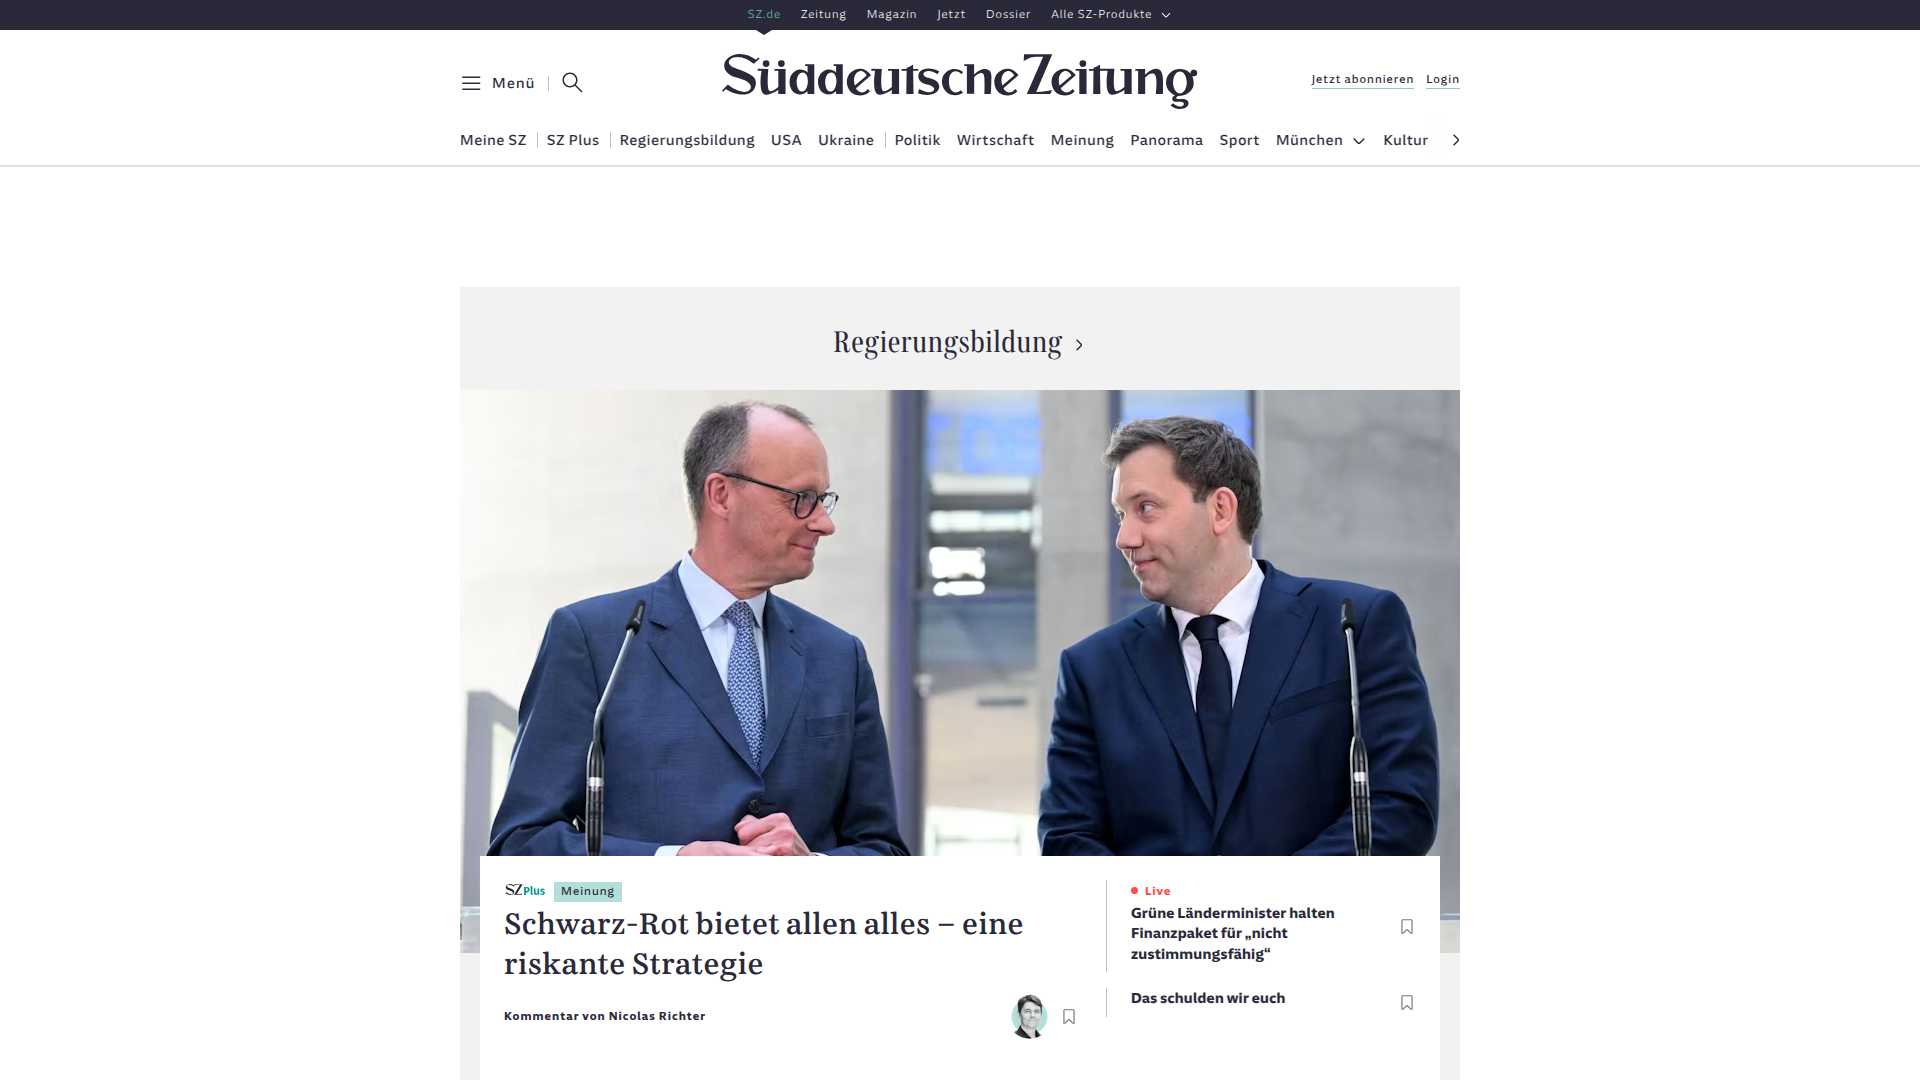 SZ.de Zeitung Magazin Jetzt Dossier Alle SZ-Produkte
Menü
Süddeutsche Zeitung
Jetzt abonnieren Login
Meine SZ SZ Plus Regierungsbildung USA Ukraine Politik Wirtschaft Meinung Panorama Sport München Kultur
Regierungsbildung
SZ Plus Meinung
Schwarz-Rot bietet allen alles – eine
riskante Strategie
Kommentar von Nicolas Richter
Live
Grüne Länderminister halten
Finanzpaket für „nicht
zustimmungsfähig“
Das schulden wir euch